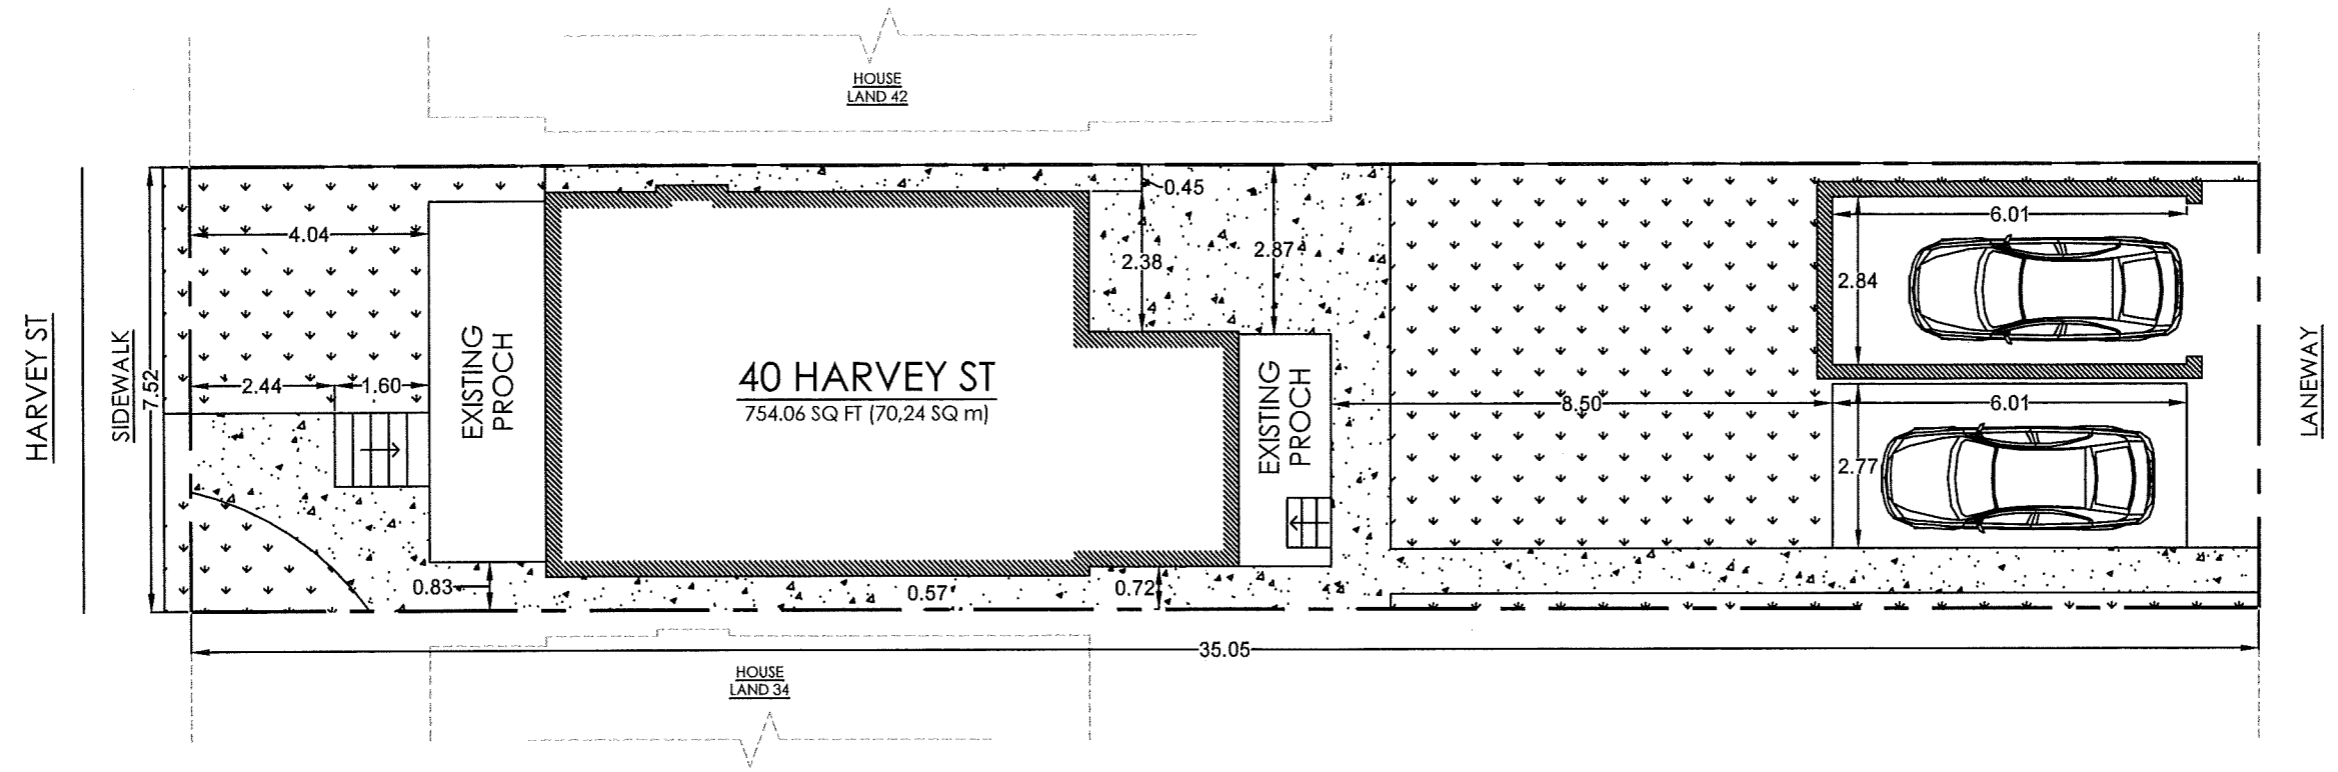 HOUSE
LAND 42
0.45
4.04
6.01
2.38
2.87
2.84
HARVEY ST
SIDEWALK
7.52
2.44
1.60
EXISTING
PROCH
40 HARVEY ST
754.06 SQ FT (70,24 SQ m)
EXISTING
PROCH
8.50
6.01
2.77
LANEWAY
0.83
0.57
0.72
35.05
HOUSE
LAND 34